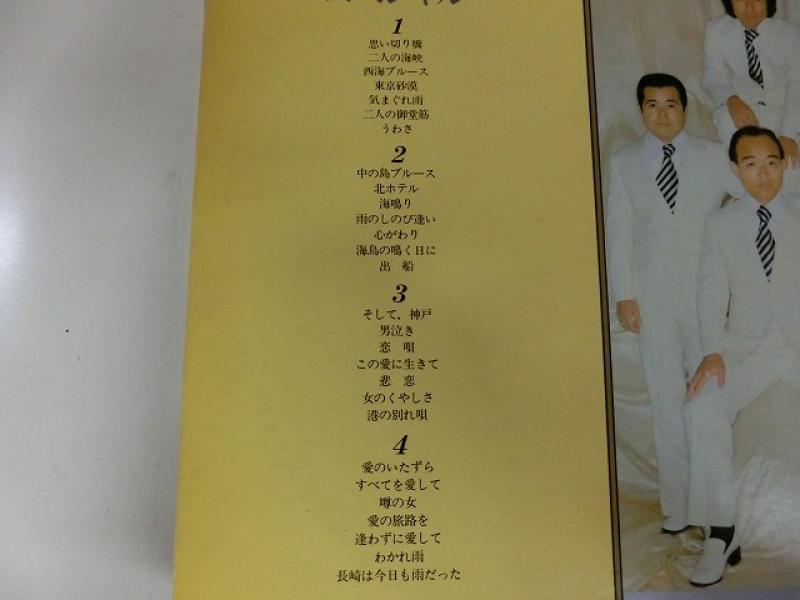 1
思い切り橋
二人の海峡
西海ブルース
東京砂漠
気まぐれ雨
二人の御堂筋
うわさ
2
中の島ブルース
北ホテル
海鳴り
雨のしのび逢い
心がわり
海鳥の鳴く日に
出 船
3
そして、神戸
男泣き
恋 唄
この愛に生きて
悲 恋
女のくやしさ
港の別れ唄
4
愛のいたずら
すべてを愛して
噂の女
愛の旅路を
逢わずに愛して
わかれ雨
長崎は今日も雨だった